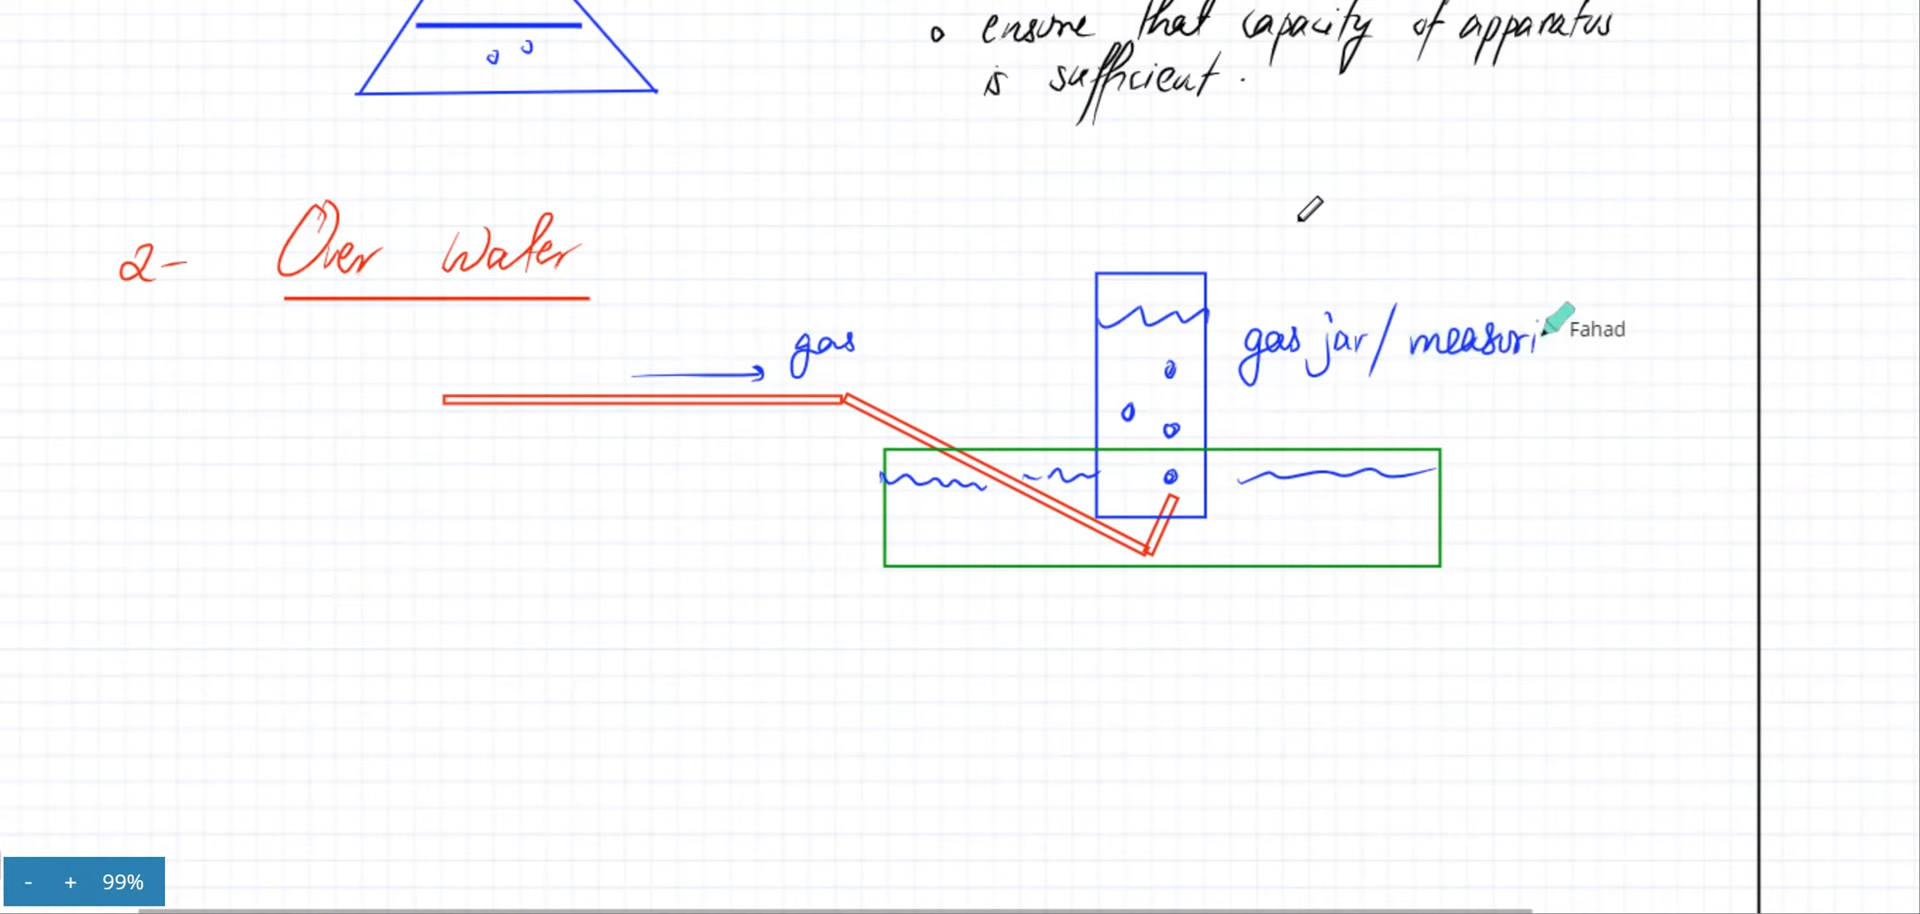 ensure that capacity of apparatus
is sufficient.
2- Over Water
gas
gas jar/ measuri
Fahad
- + 99%